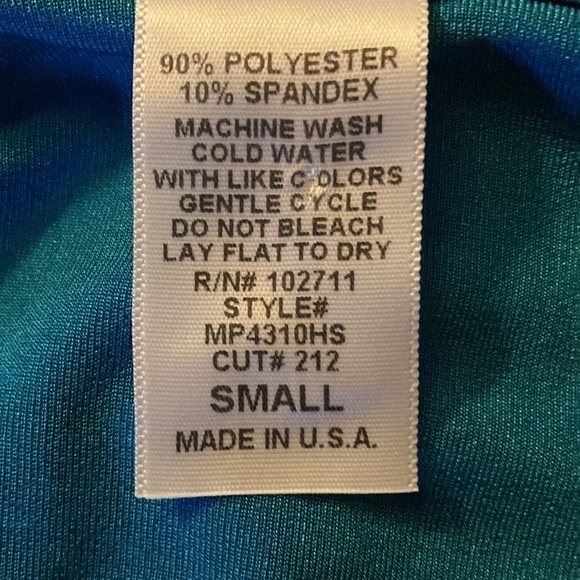 90% POLYESTER
10% SPANDEX
MACHINE WASH
COLD WATER
WITH LIKE COLORS
GENTLE CYCLE
DO NOT BLEACH
LAY FLAT TO DRY
R/N# 102711
STYLE#
MP4310HS
CUT# 212
SMALL
MADE IN U.S.A.